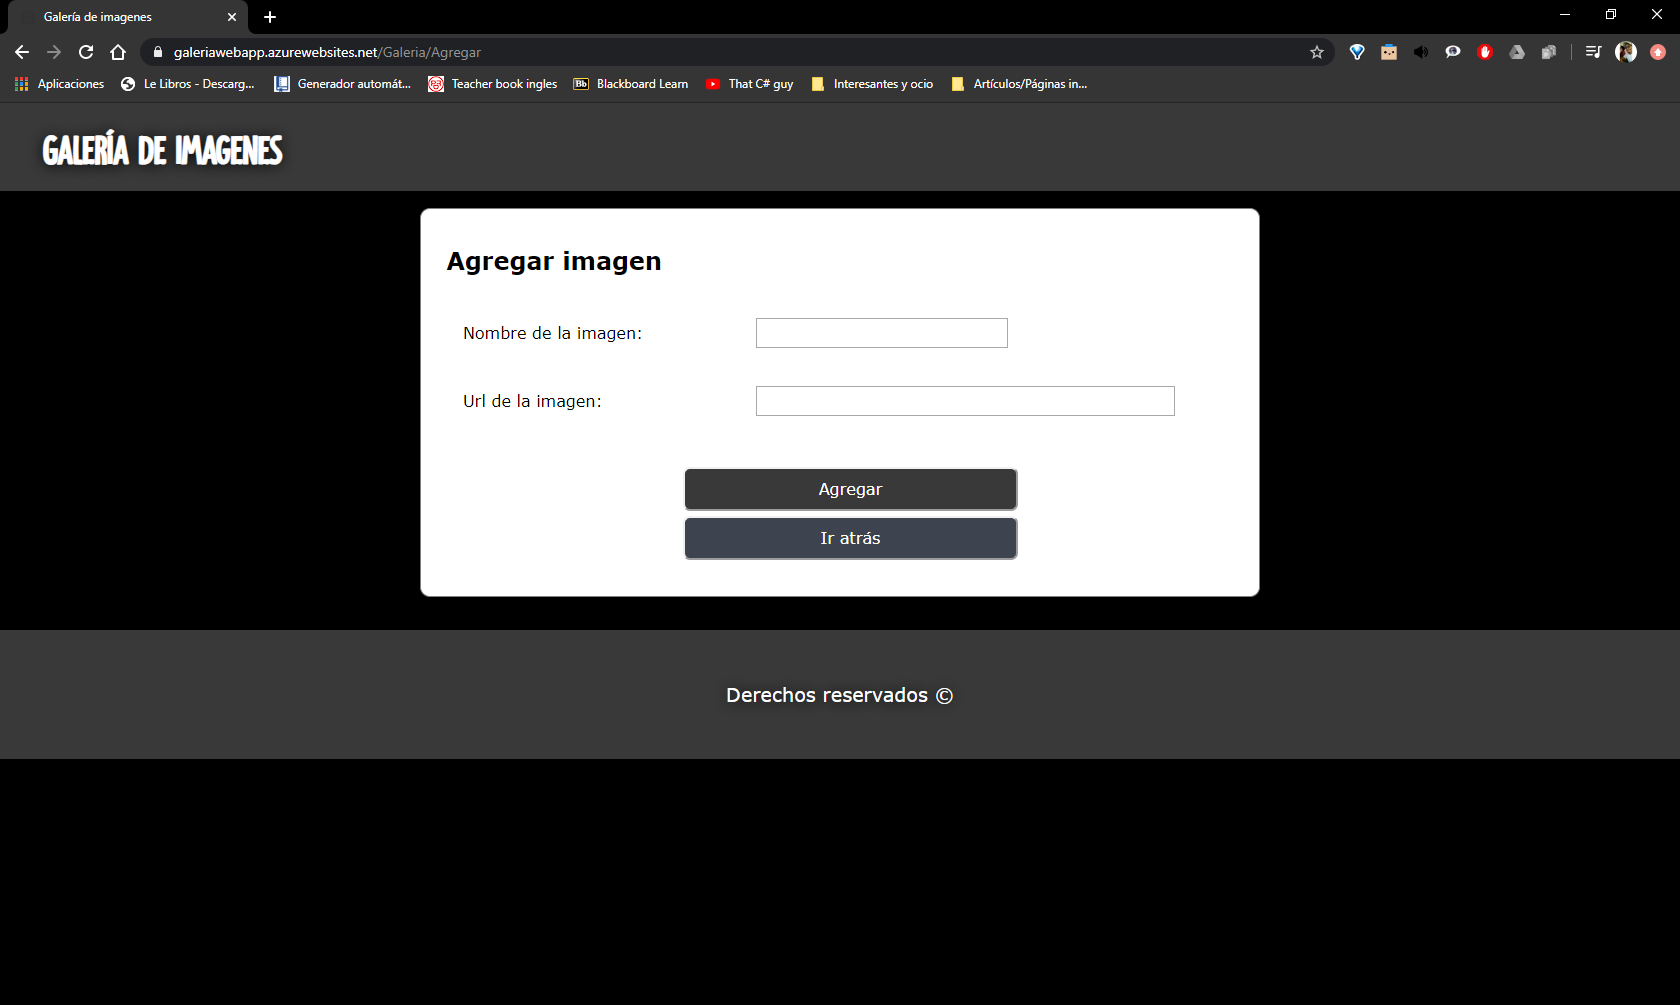 Galería de imagenes
galeriawebapp.azurewebsites.net/Galeria/Agregar
Aplicaciones Le Libros - Descarg... Generador automát... Teacher book ingles Bb Blackboard Learn That C# guy Interesantes y ocio Artículos/Páginas in...
GALERÍA DE IMAGENES
Agregar imagen
Nombre de la imagen:
Url de la imagen:
Agregar
Ir atrás
Derechos reservados ©